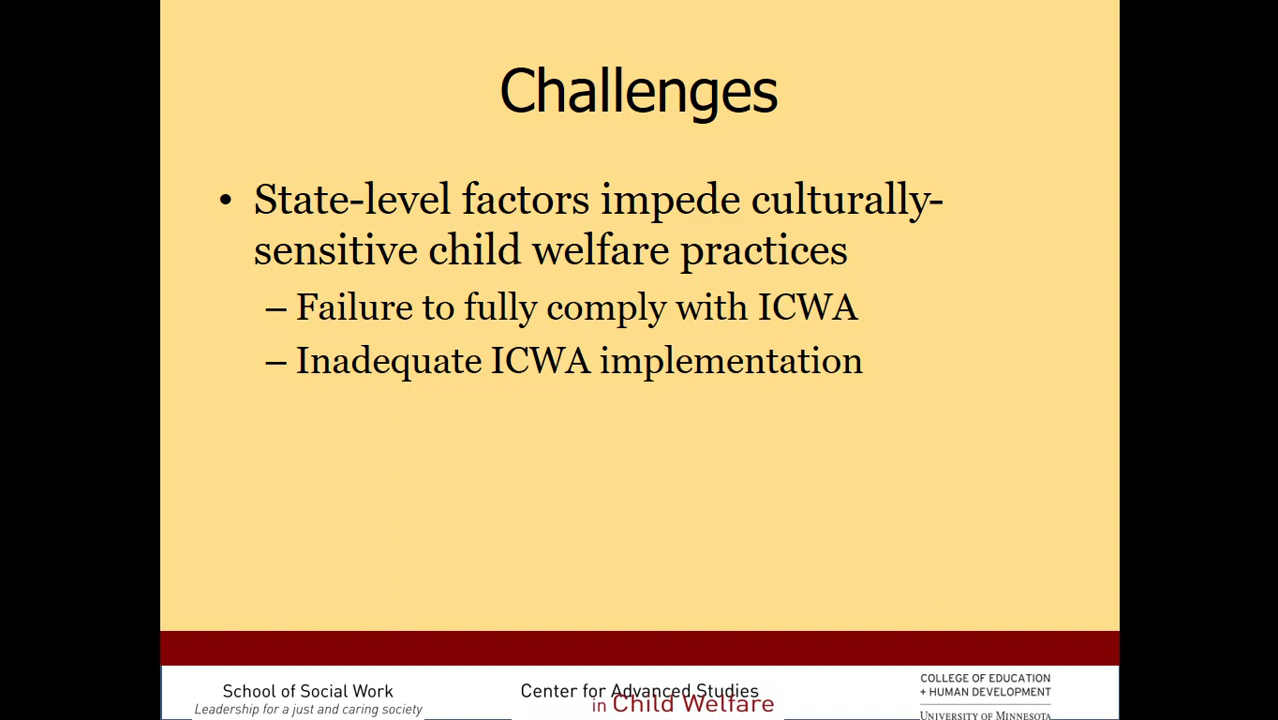 Challenges
• State-level factors impede culturally-
sensitive child welfare practices
– Failure to fully comply with ICWA
– Inadequate ICWA implementation
School of Social Work
Leadership for a just and caring society
Center for Advanced Studies
in Child Welfare
COLLEGE OF EDUCATION
+ HUMAN DEVELOPMENT
UNIVERSITY OF MINNESOTA